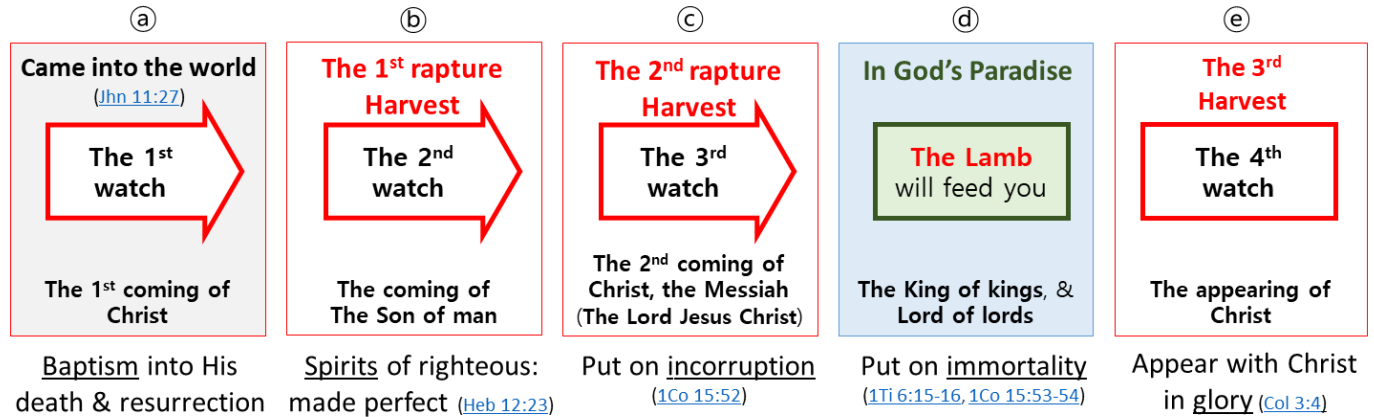 ⓐ
Came into the world
(Jhn 11:27)
The 1st
watch
The 1st coming of
Christ
Baptism into His
death & resurrection
ⓑ
The 1st rapture
Harvest
The 2nd
watch
The coming of
The Son of man
Spirits of righteous:
made perfect (Heb 12:23)
ⓒ
The 2nd rapture
Harvest
The 3rd
watch
The 2nd coming of
Christ, the Messiah
(The Lord Jesus Christ)
Put on incorruption
(1Co 15:52)
ⓓ
In God's Paradise
The Lamb
will feed you
The King of kings, &
Lord of lords
Put on immortality
(1Ti 6:15-16, 1Co 15:53-54)
ⓔ
The 3rd
Harvest
The 4th
watch
The appearing of
Christ
Appear with Christ
in glory (Col 3:4)